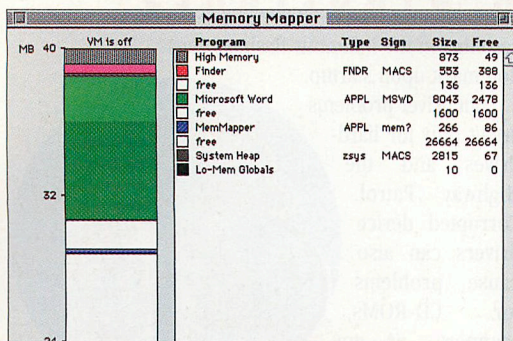 Memory Mapper
MB 40 VM is off
Program Type Sign Size Free
High Memory 873 49
Finder FNDR MACS 553 388
free 136 136
Microsoft Word APPL MSWD 8043 2478
free 1600 1600
MemMapper APPL mem? 266 86
free 26664 26664
System Heap zsys MACS 2815 67
Lo-Mem Globals 10 0
32